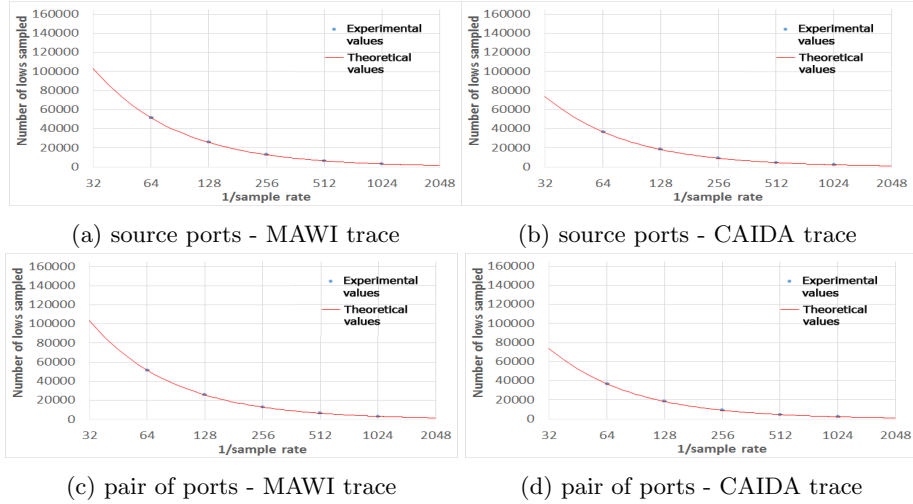 160000
140000
120000
100000
80000
60000
40000
20000
0
Number of lows sampled
Experimental
values
Theoretical
values
32 64 128 256 512 1024 2048
1/sample rate
(a) source ports - MAWI trace
160000
140000
120000
100000
80000
60000
40000
20000
0
Number of lows sampled
Experimental
values
Theoretical
values
32 64 128 256 512 1024 2048
1/sample rate
(b) source ports - CAIDA trace
160000
140000
120000
100000
80000
60000
40000
20000
0
Number of lows sampled
Experimental
values
Theoretical
values
32 64 128 256 512 1024 2048
1/sample rate
(c) pair of ports - MAWI trace
160000
140000
120000
100000
80000
60000
40000
20000
0
Number of lows sampled
Experimental
values
Theoretical
values
32 64 128 256 512 1024 2048
1/sample rate
(d) pair of ports - CAIDA trace